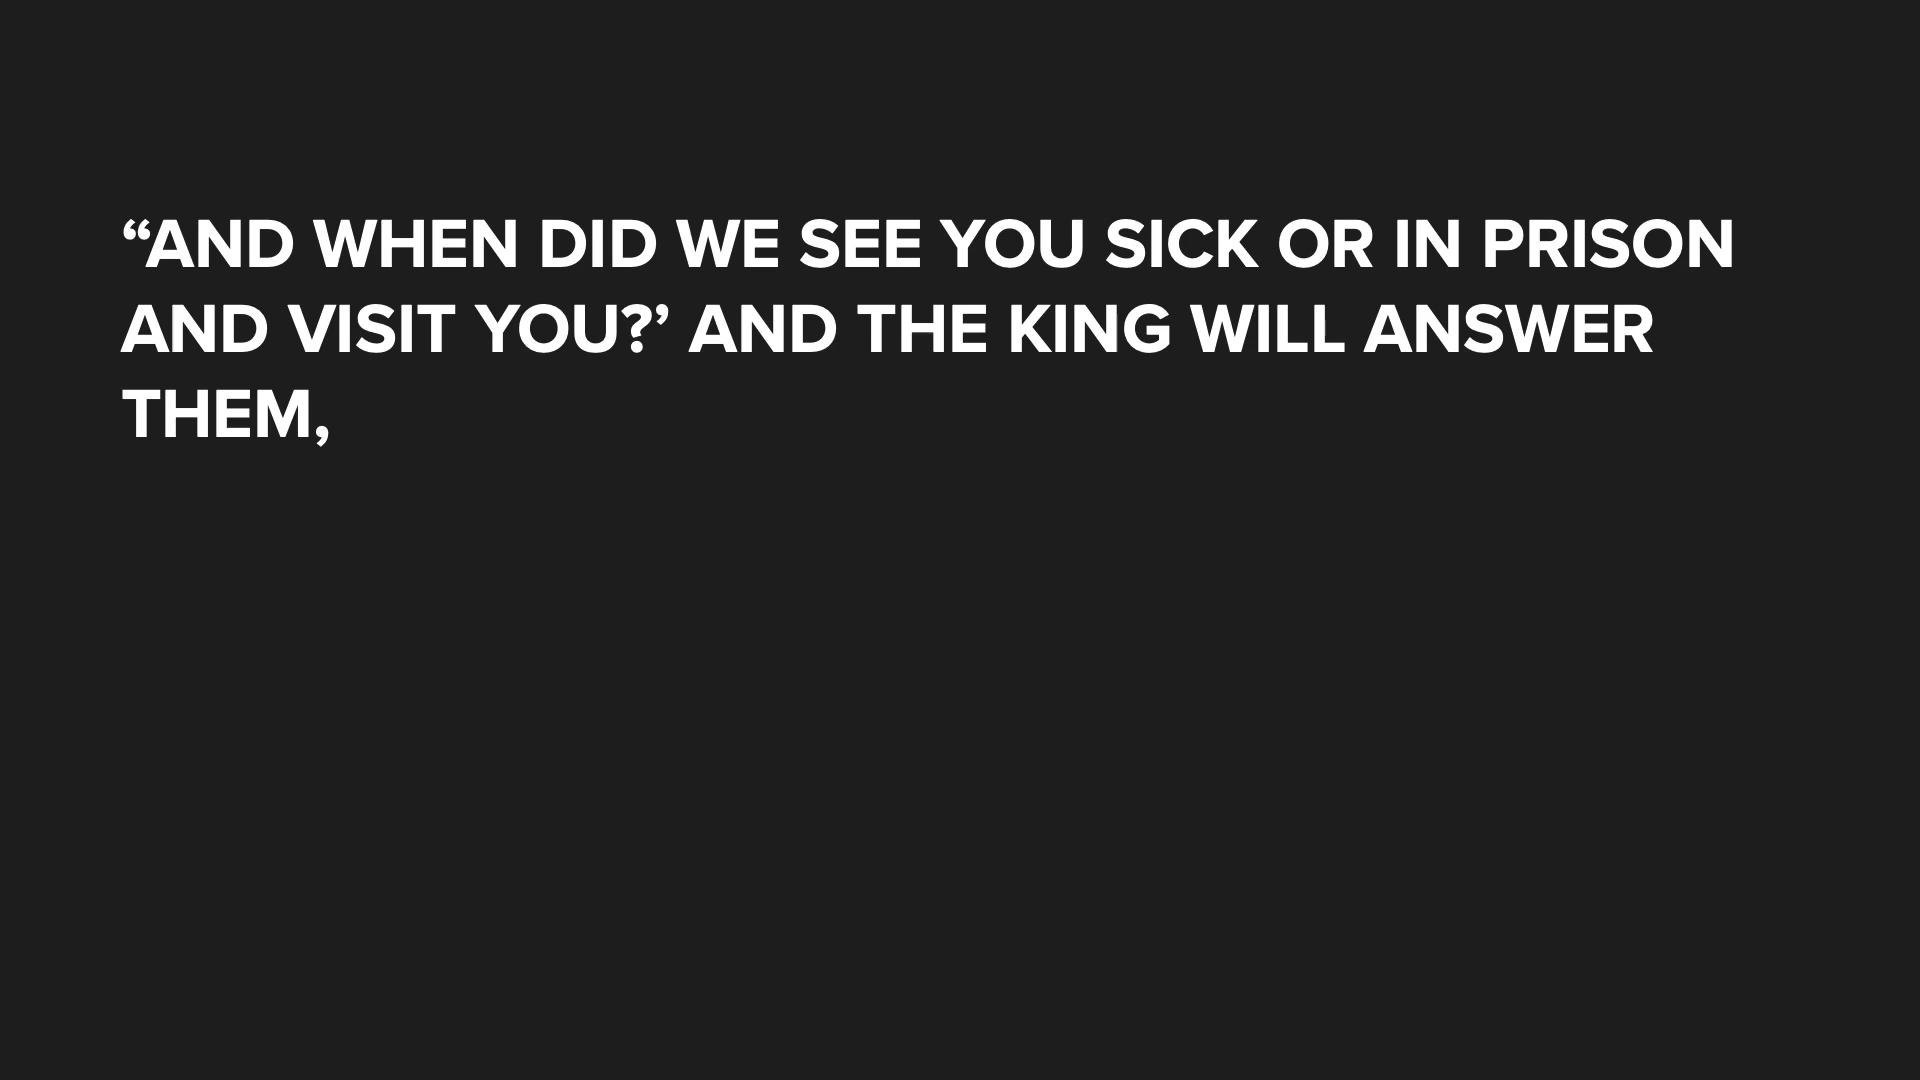 “AND WHEN DID WE SEE YOU SICK OR IN PRISON
AND VISIT YOU?’ AND THE KING WILL ANSWER
THEM,